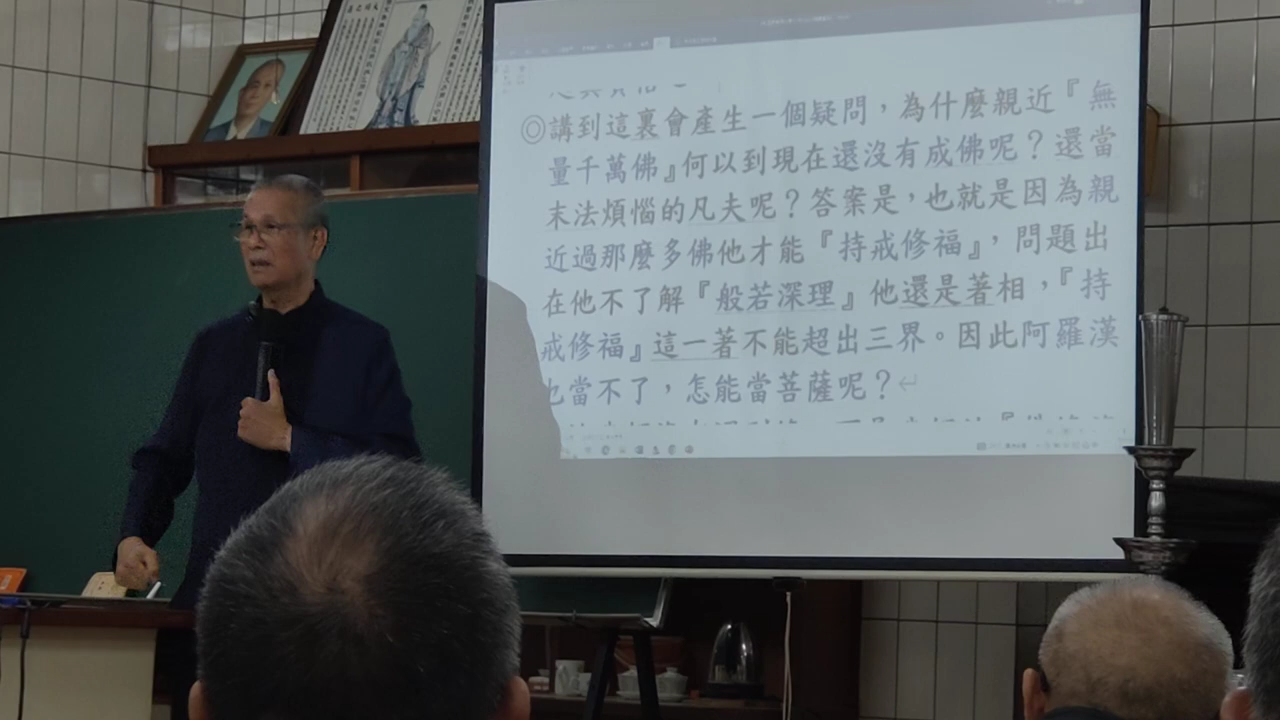 ◎講到這裏會產生一個疑問，為什麼親近『無
量千萬佛』何以到現在還沒有成佛呢？還當
末法煩惱的凡夫呢？答案是，也就是因為親
近過那麼多佛他才能『持戒修福』，問題出
在他不了解『般若深理』他還是著相，『持
戒修福』這一著不能超出三界。因此阿羅漢
也當不了，怎能當菩薩呢？